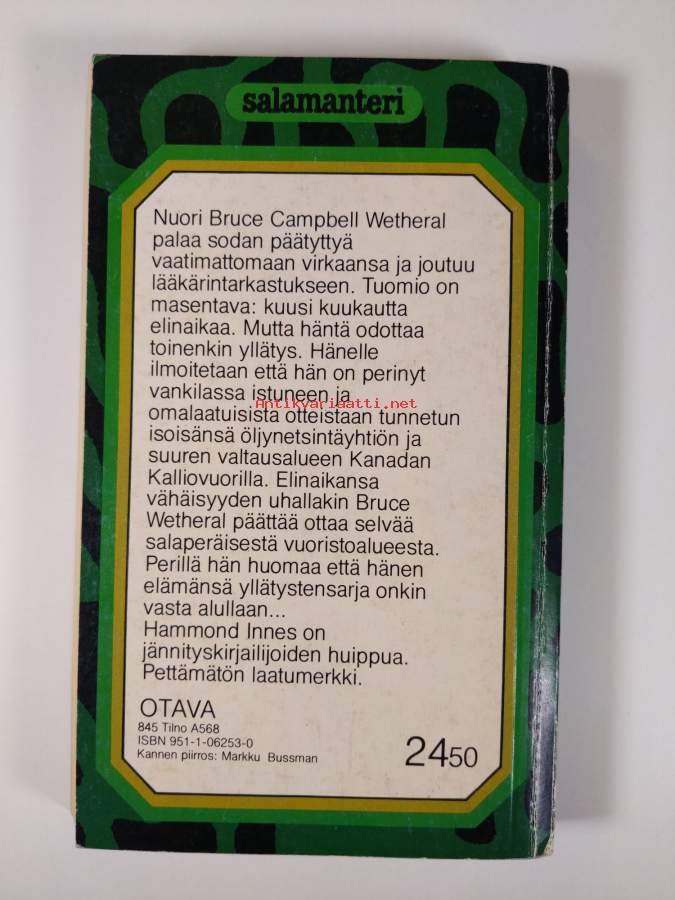 salamanteri
Nuori Bruce Campbell Wetheral
palaa sodan päätyttyä
vaatimattomaan virkaansa ja joutuu
lääkärintarkastukseen. Tuomio on
masentava: kuusi kuukautta
elinaikaa. Mutta häntä odottaa
toinenkin yllätys. Hänelle
ilmoitetaan että hän on perinyt
vankilassa istuneen ja
Antikvariaatti.net
omalaatuisista otteistaan tunnetun
isoisänsä öljynetsintäyhtiön ja
suuren valtausalueen Kanadan
Kalliovuorilla. Elinaikansa
vähäisyyden uhallakin Bruce
Wetheral päättää ottaa selvää
salaperäisestä vuoristoalueesta.
Perillä hän huomaa että hänen
elämänsä yllätystensarja onkin
vasta alullaan...
Hammond Innes on
jännityskirjailijoiden huippua.
Pettämätön laatumerkki.
OTAVA
845 Tilno A568
ISBN 951-1-06253-0
Kannen piirros: Markku Bussman
2450